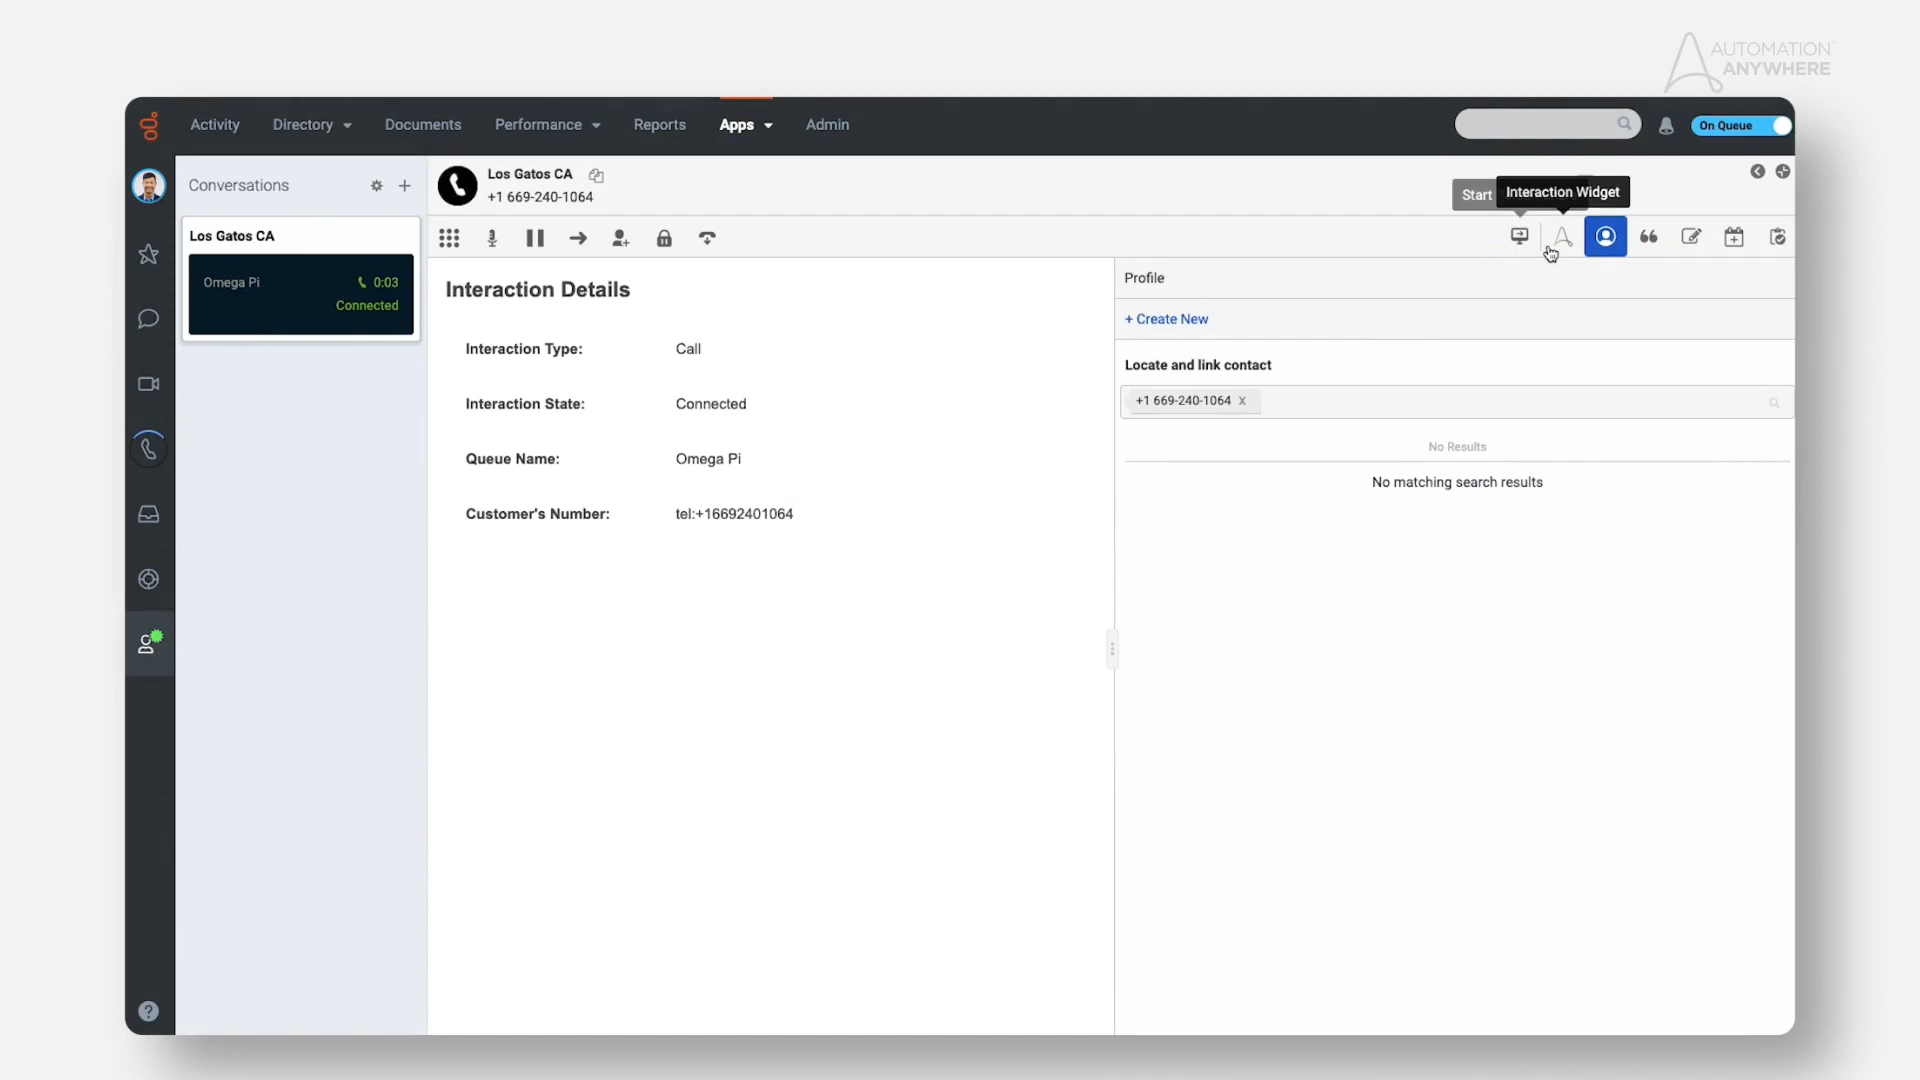 AUTOMATION
ANYWHERE
Activity
Directory
Documents
Performance
Reports
Apps
Admin
On Queue
Conversations
Los Gatos CA
+1 669-240-1064
Start
Interaction Widget
Los Gatos CA
Omega Pi
0:03
Connected
Interaction Details
Interaction Type: Call
Interaction State: Connected
Queue Name: Omega Pi
Customer's Number: tel:+16692401064
Profile
+ Create New
Locate and link contact
+1 669-240-1064 x
No Results
No matching search results